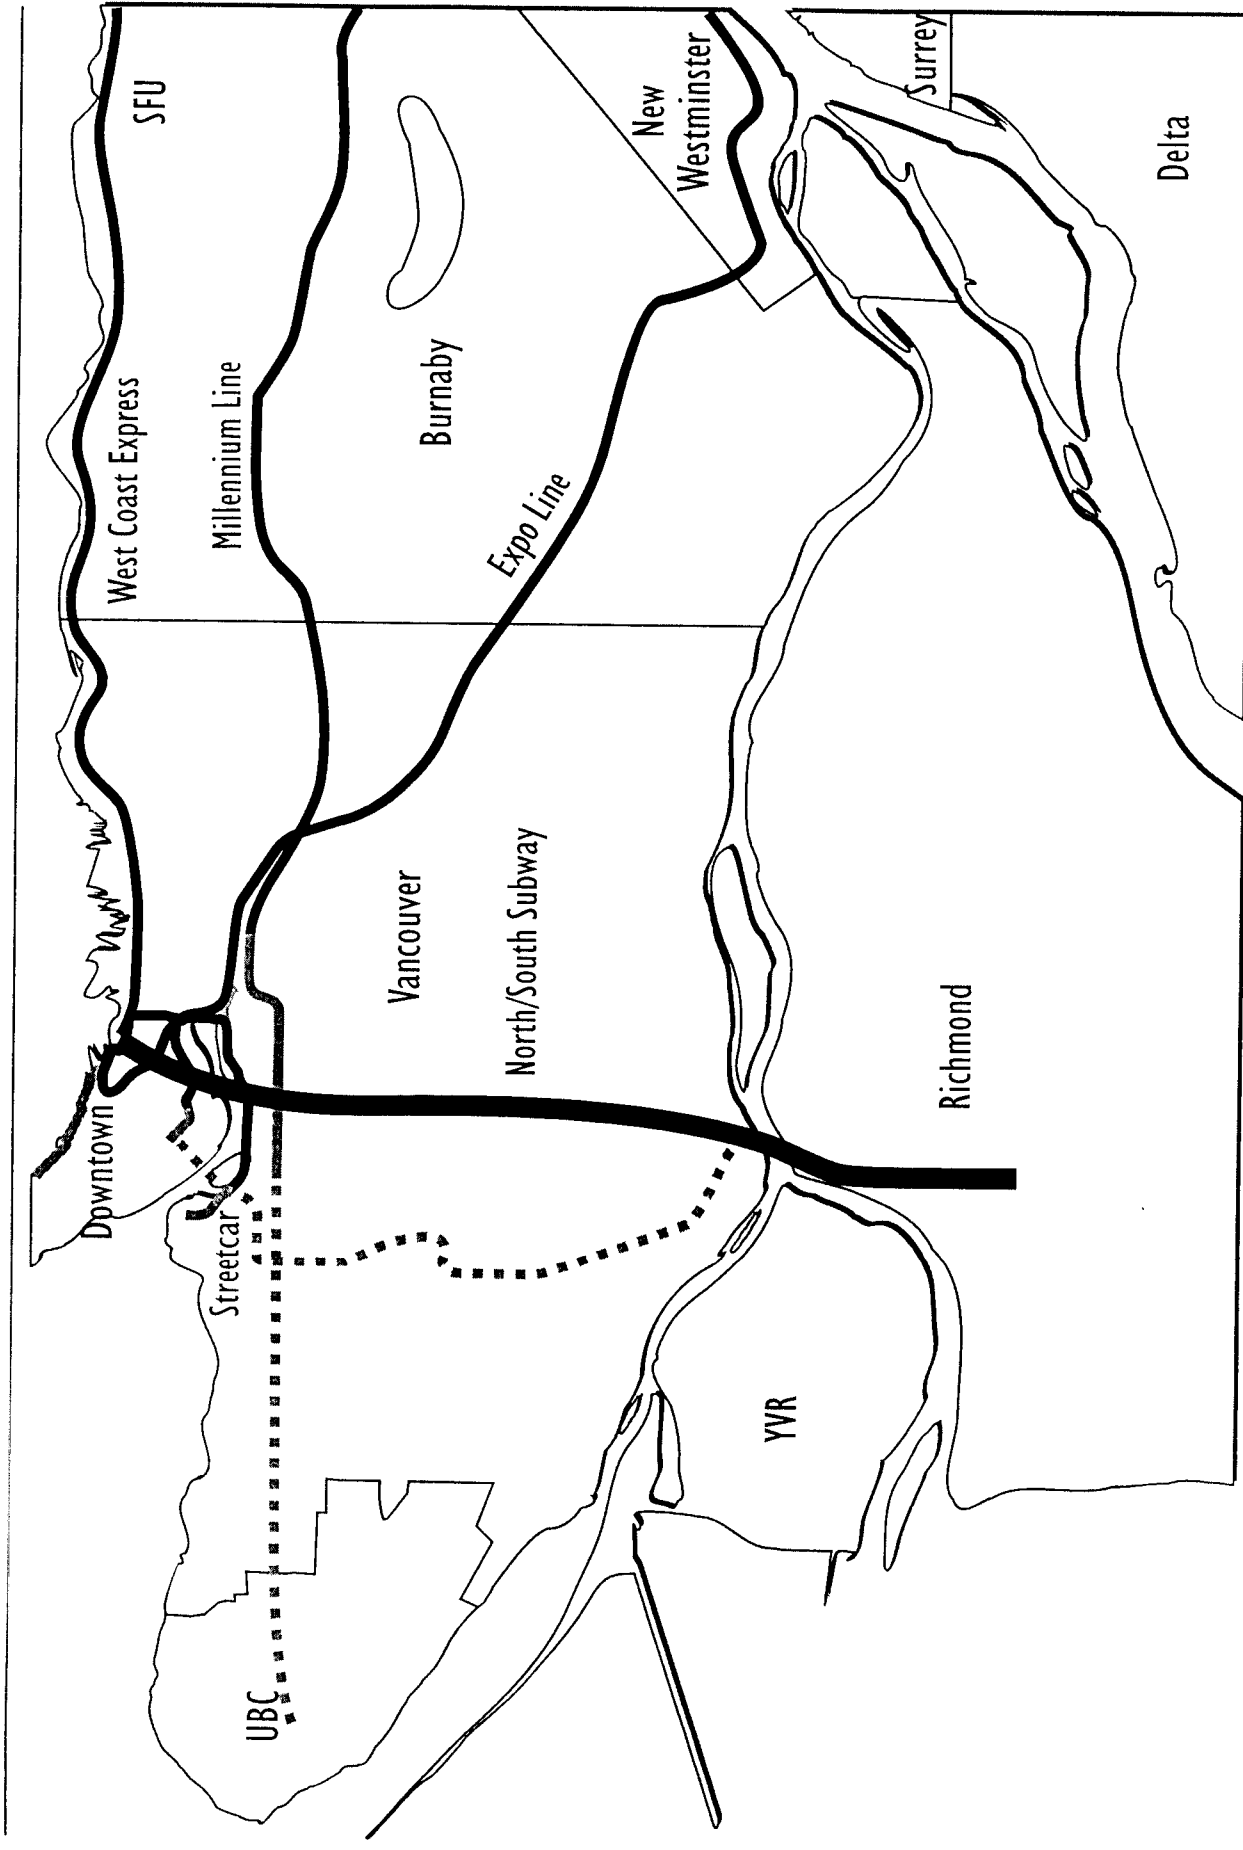 Downtown
West Coast Express
SFU
Streetcar
Millennium Line
UBC
Vancouver
Burnaby
North/South Subway
Expo Line
New
Westminster
YVR
Richmond
Surrey
Delta